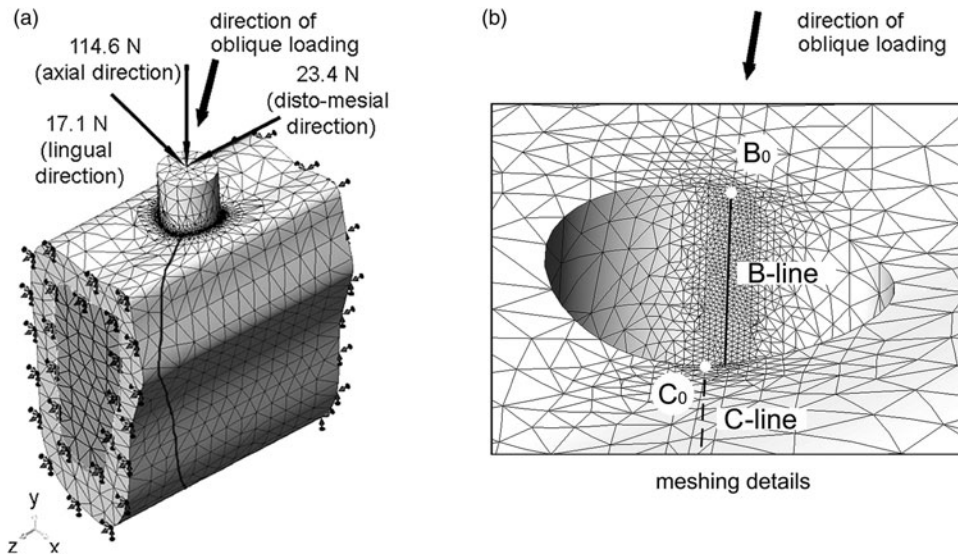 (a)
direction of
oblique loading
114.6 N
(axial direction)
23.4 N
(disto-mesial
direction)
17.1 N
(lingual
direction)
y
z
x
(b)
direction of
oblique loading
B0
B-line
C0
C-line
meshing details